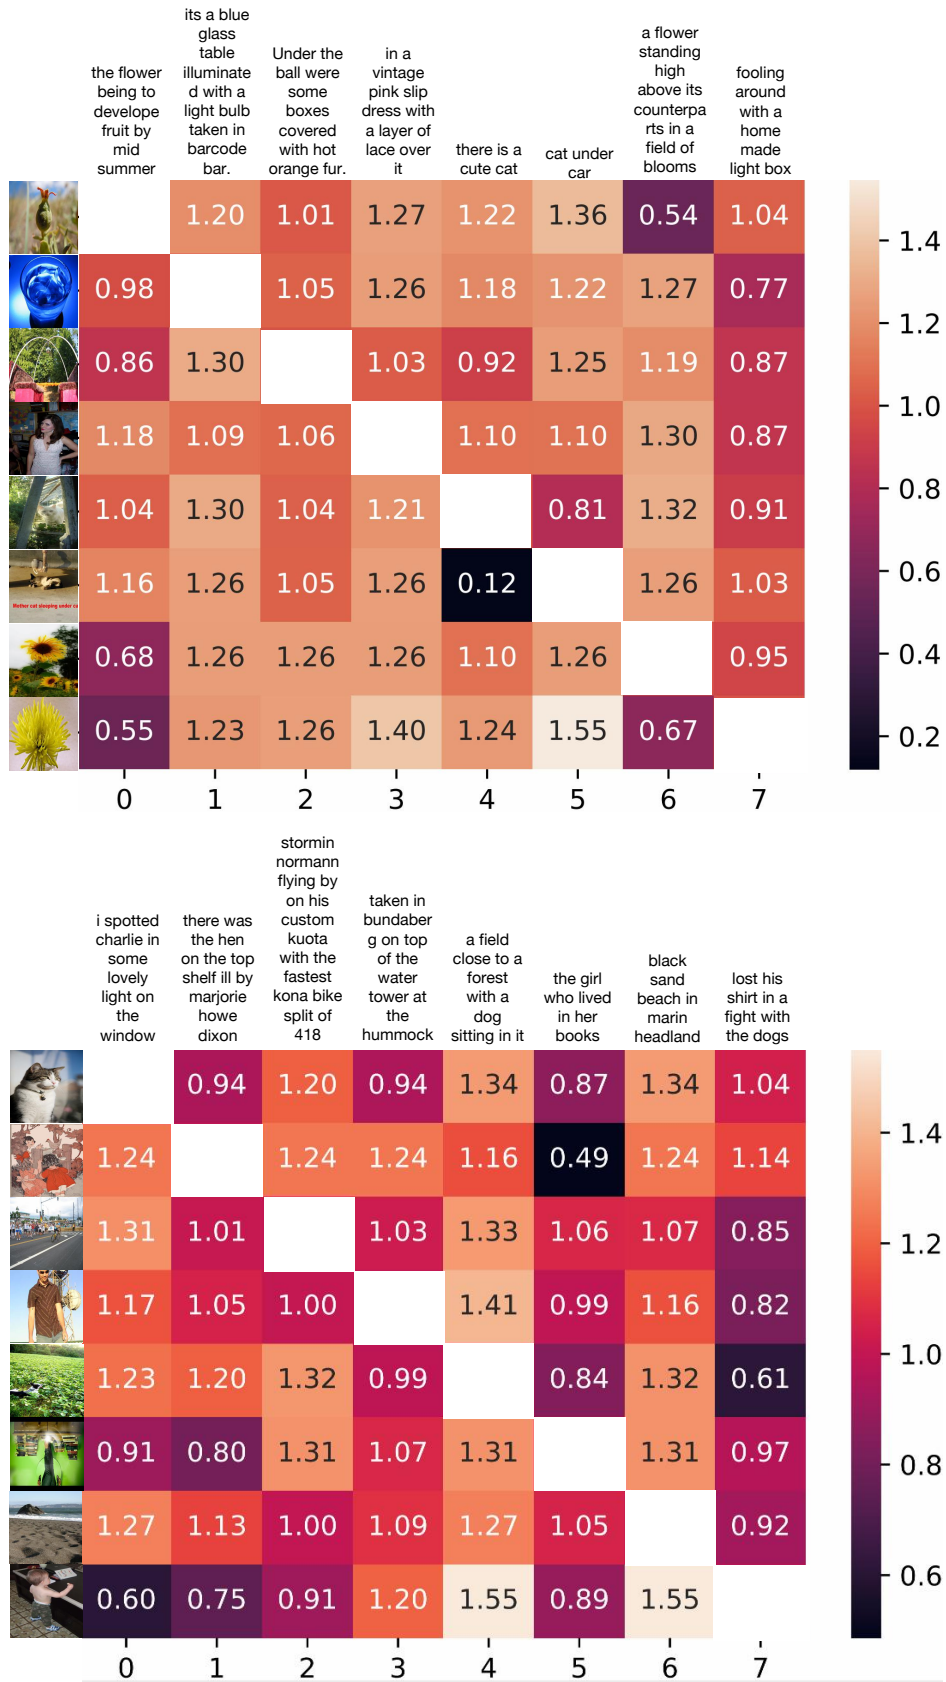 the flower
being to
develope
fruit by
mid
summer
its a blue
glass
table
illuminate
d with a
light bulb
taken in
barcode
bar.
Under the
ball were
some
boxes
covered
with hot
orange fur.
in a
vintage
pink slip
dress with
a layer of
lace over
it
there is a
cute cat
cat under
car
a flower
standing
high
above its
counterpa
rts in a
field of
blooms
fooling
around
with a
home
made
light box
1.20 1.01 1.27 1.22 1.36 0.54 1.04
0.98 1.05 1.26 1.18 1.22 1.27 0.77
0.86 1.30 1.03 0.92 1.25 1.19 0.87
1.18 1.09 1.06 1.10 1.10 1.30 0.87
1.04 1.30 1.04 1.21 0.81 1.32 0.91
Mother cat sleeping under ca
1.16 1.26 1.05 1.26 0.12 1.26 1.03
0.68 1.26 1.26 1.26 1.10 1.26 0.95
0.55 1.23 1.26 1.40 1.24 1.55 0.67
0 1 2 3 4 5 6 7
1.4
1.2
1.0
0.8
0.6
0.4
0.2
i spotted
charlie in
some
lovely
light on
the
window
there was
the hen
on the top
shelf ill by
marjorie
howe
dixon
stormin
normann
flying by
on his
custom
kuota
with the
fastest
kona bike
split of
418
taken in
bundaber
g on top
of the
water
tower at
the
hummock
a field
close to a
forest
with a
dog
sitting in it
the girl
who lived
in her
books
black
sand
beach in
marin
headland
lost his
shirt in a
fight with
the dogs
0.94 1.20 0.94 1.34 0.87 1.34 1.04
1.24 1.24 1.24 1.16 0.49 1.24 1.14
1.31 1.01 1.03 1.33 1.06 1.07 0.85
1.17 1.05 1.00 1.41 0.99 1.16 0.82
1.23 1.20 1.32 0.99 0.84 1.32 0.61
0.91 0.80 1.31 1.07 1.31 1.31 0.97
1.27 1.13 1.00 1.09 1.27 1.05 0.92
0.60 0.75 0.91 1.20 1.55 0.89 1.55
0 1 2 3 4 5 6 7
1.4
1.2
1.0
0.8
0.6